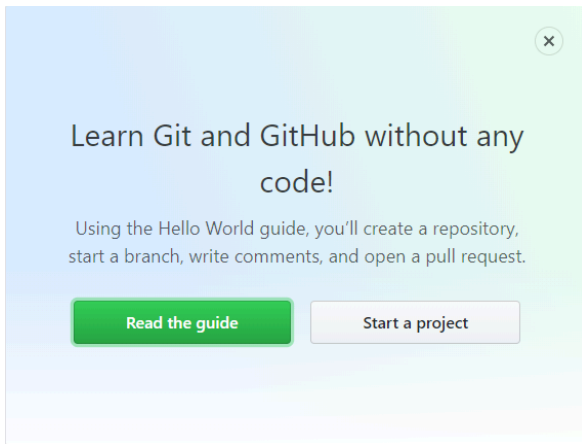 Learn Git and GitHub without any
code!
Using the Hello World guide, you’ll create a repository,
start a branch, write comments, and open a pull request.
Read the guide
Start a project